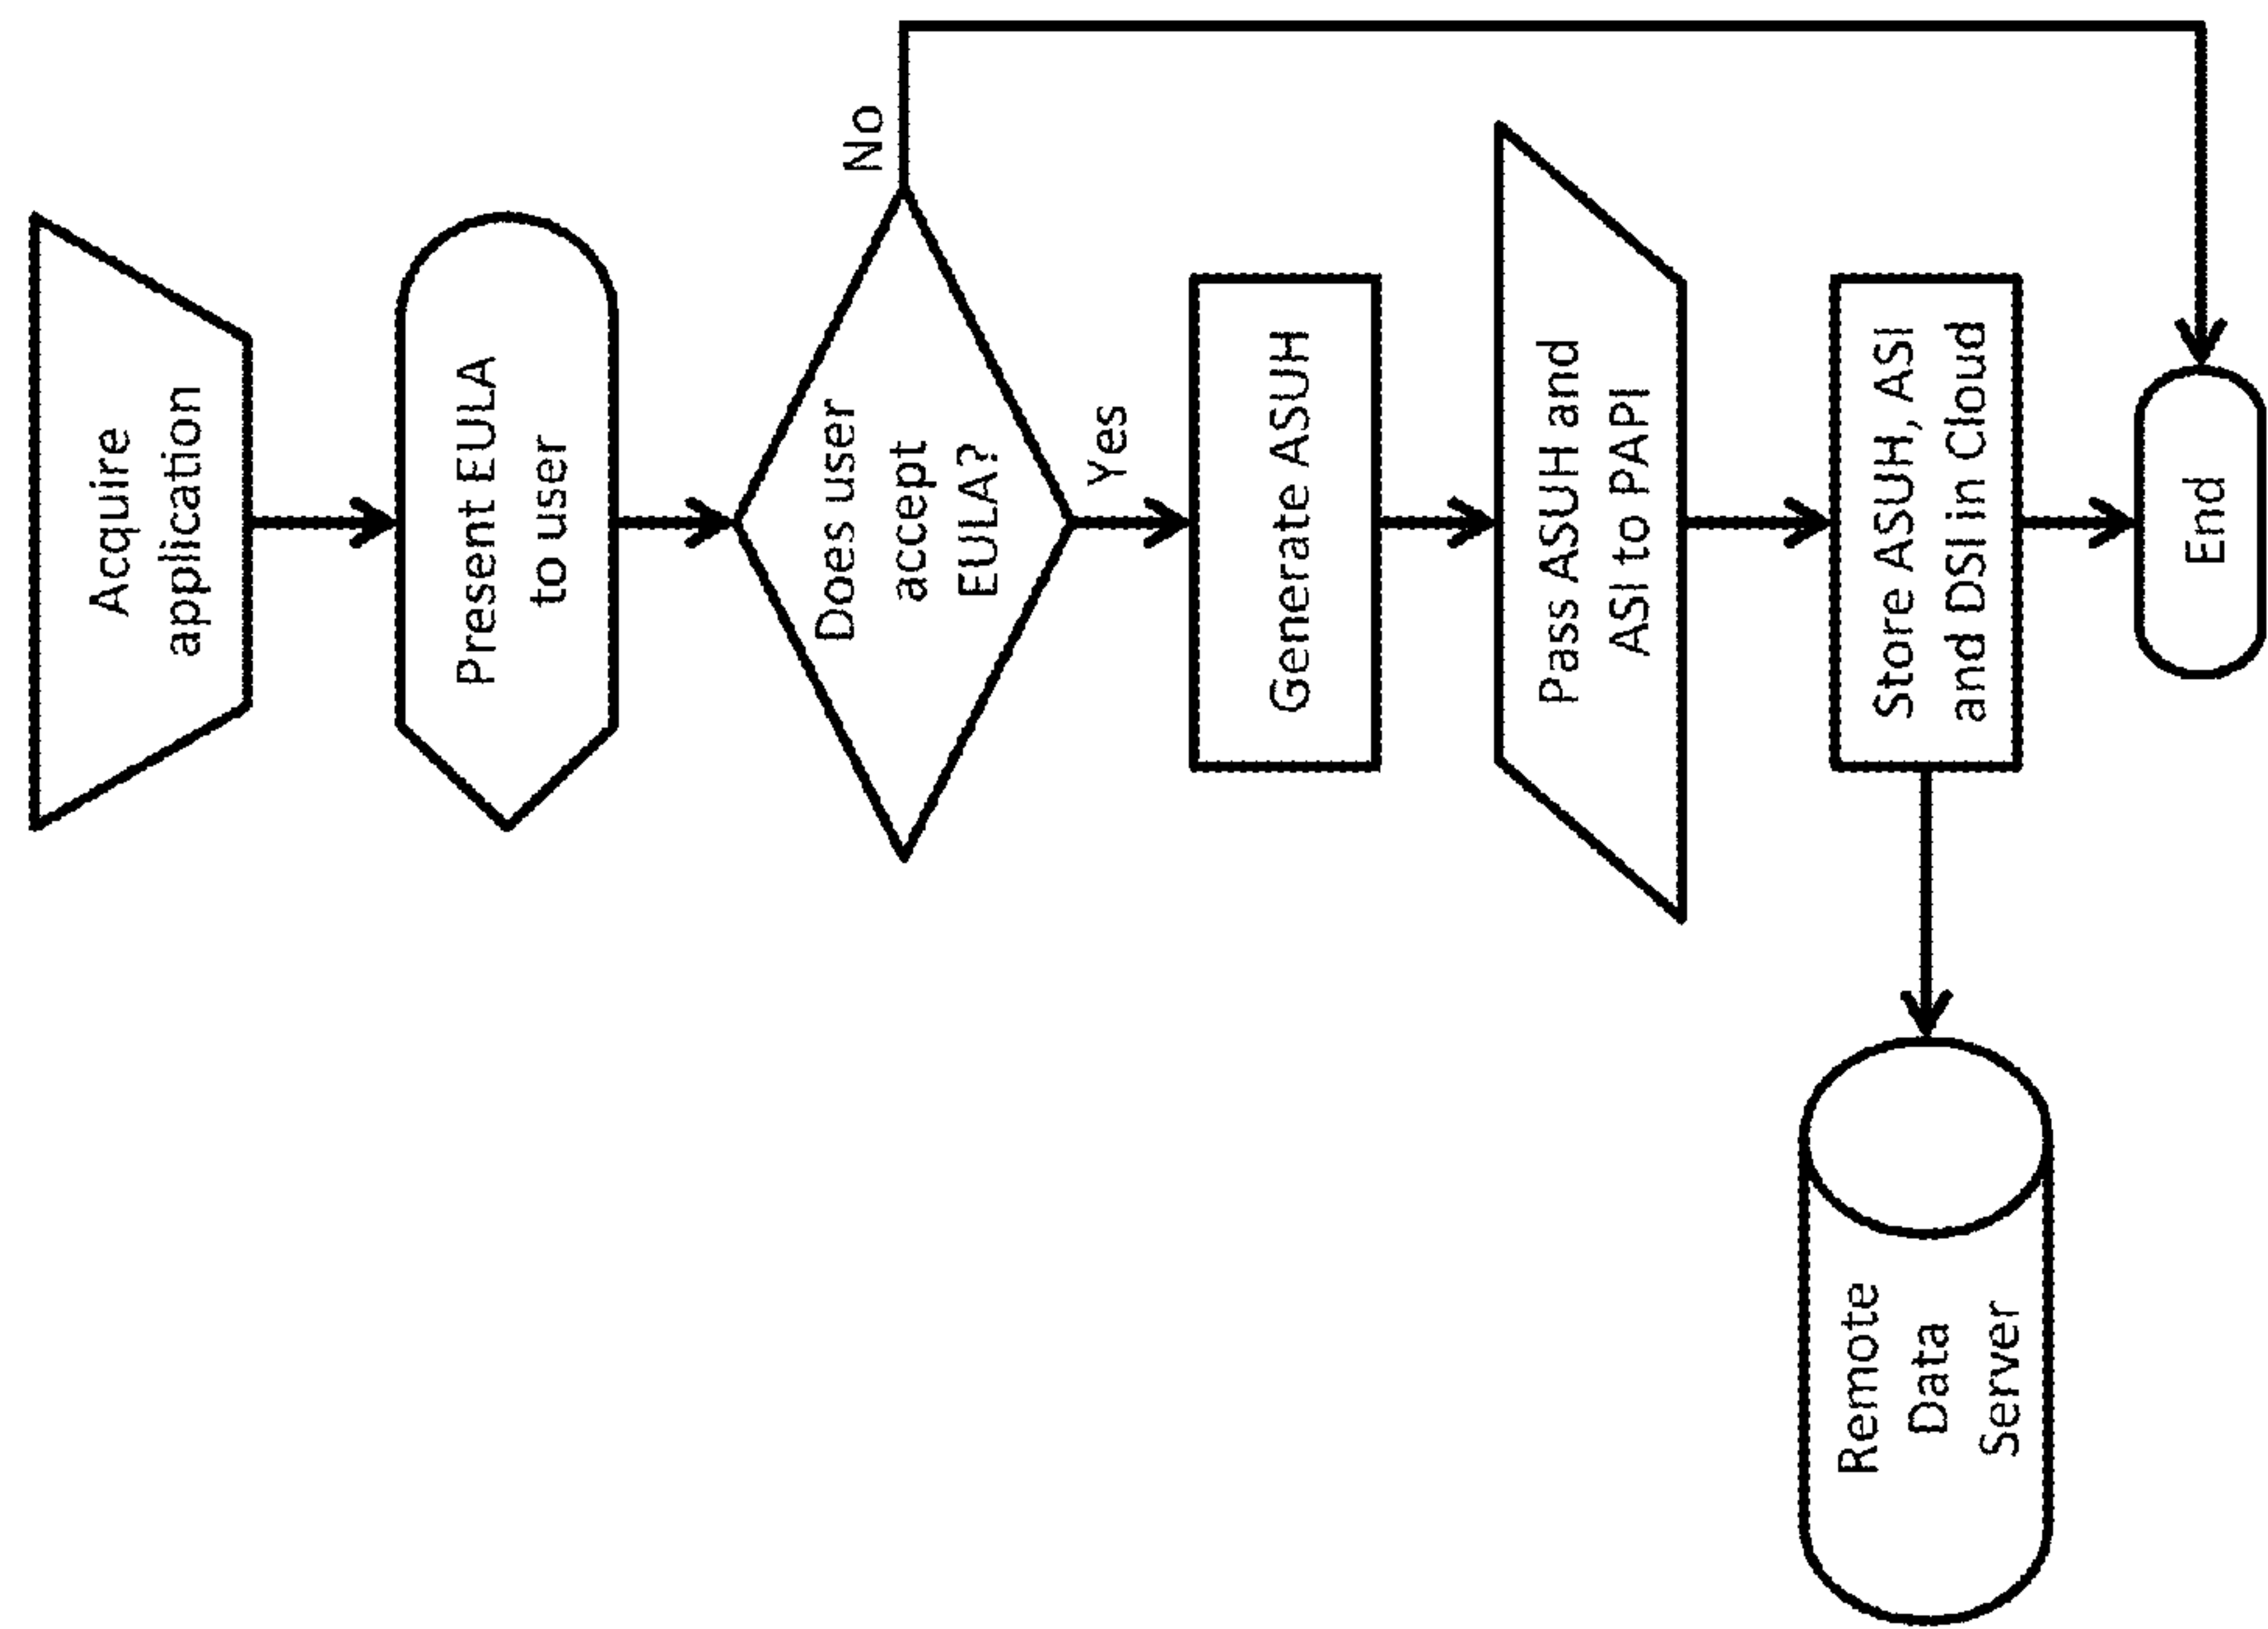 Acquire
application
Present EULA
to user
Does user
accept
EULA?
No
Yes
Generate ASUH
Pass ASUH and
ASI to PAPI
Store ASUH, ASI
and DSI in Cloud
Remote
Data
Server
End